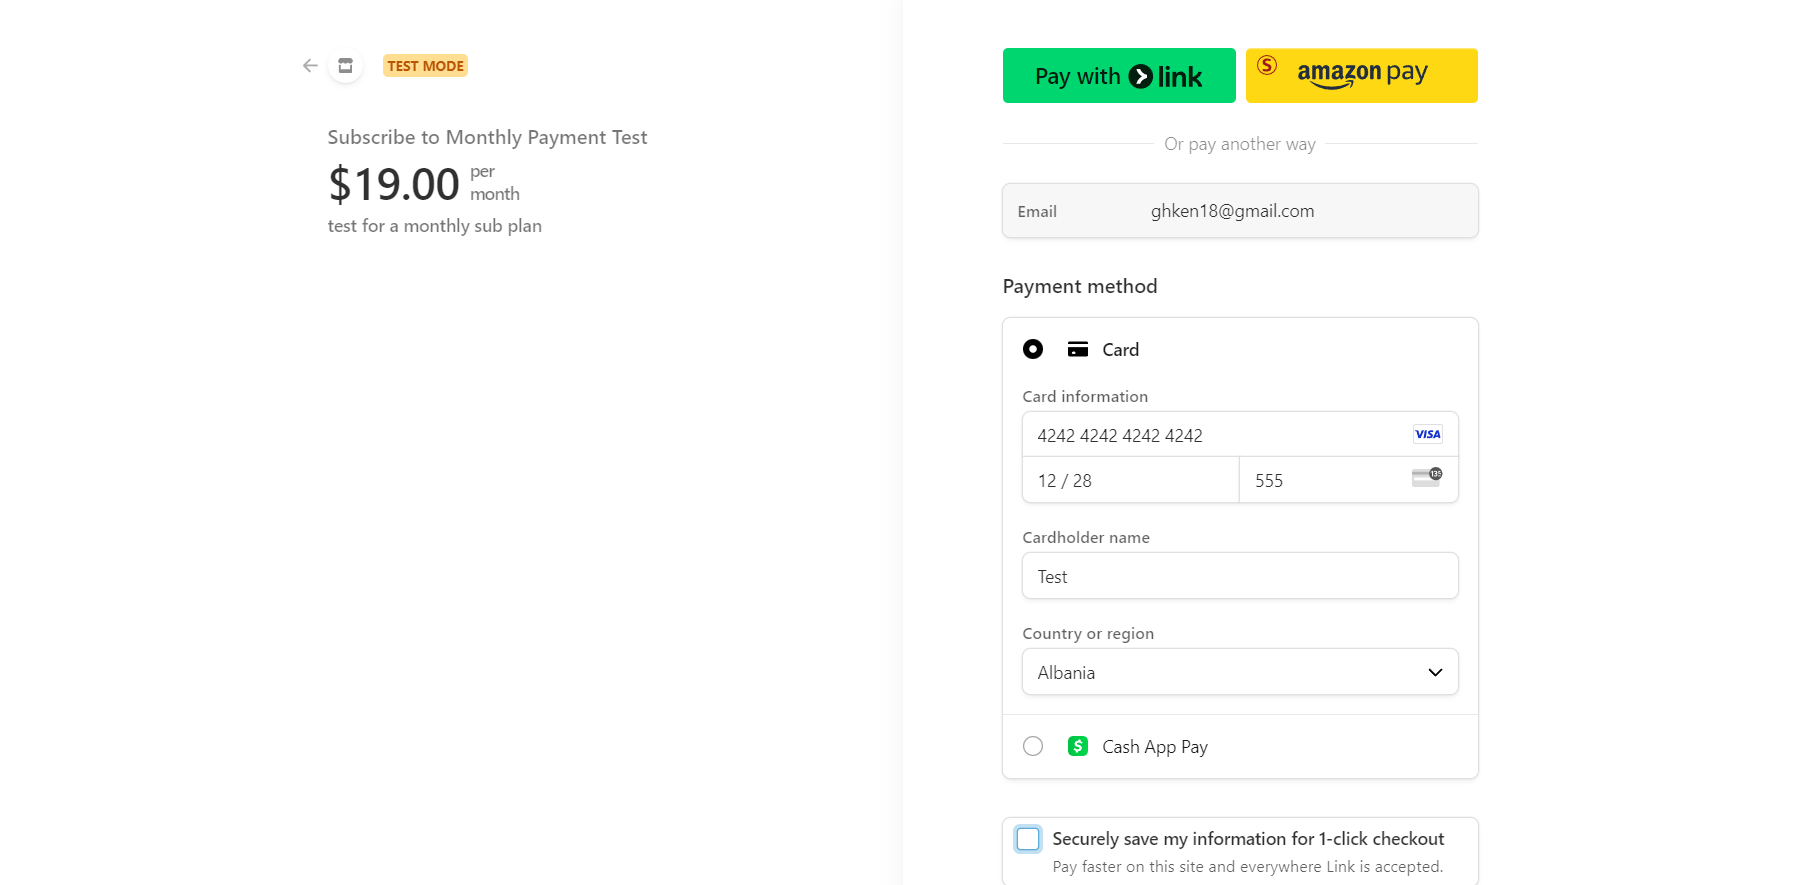 TEST MODE
Subscribe to Monthly Payment Test
$19.00 per month
test for a monthly sub plan
Pay with link
S amazon pay
Or pay another way
Email ghken18@gmail.com
Payment method
Card
Card information
4242 4242 4242 4242 VISA
12 / 28 555 135
Cardholder name
Test
Country or region
Albania
$ Cash App Pay
Securely save my information for 1-click checkout
Pay faster on this site and everywhere Link is accepted.